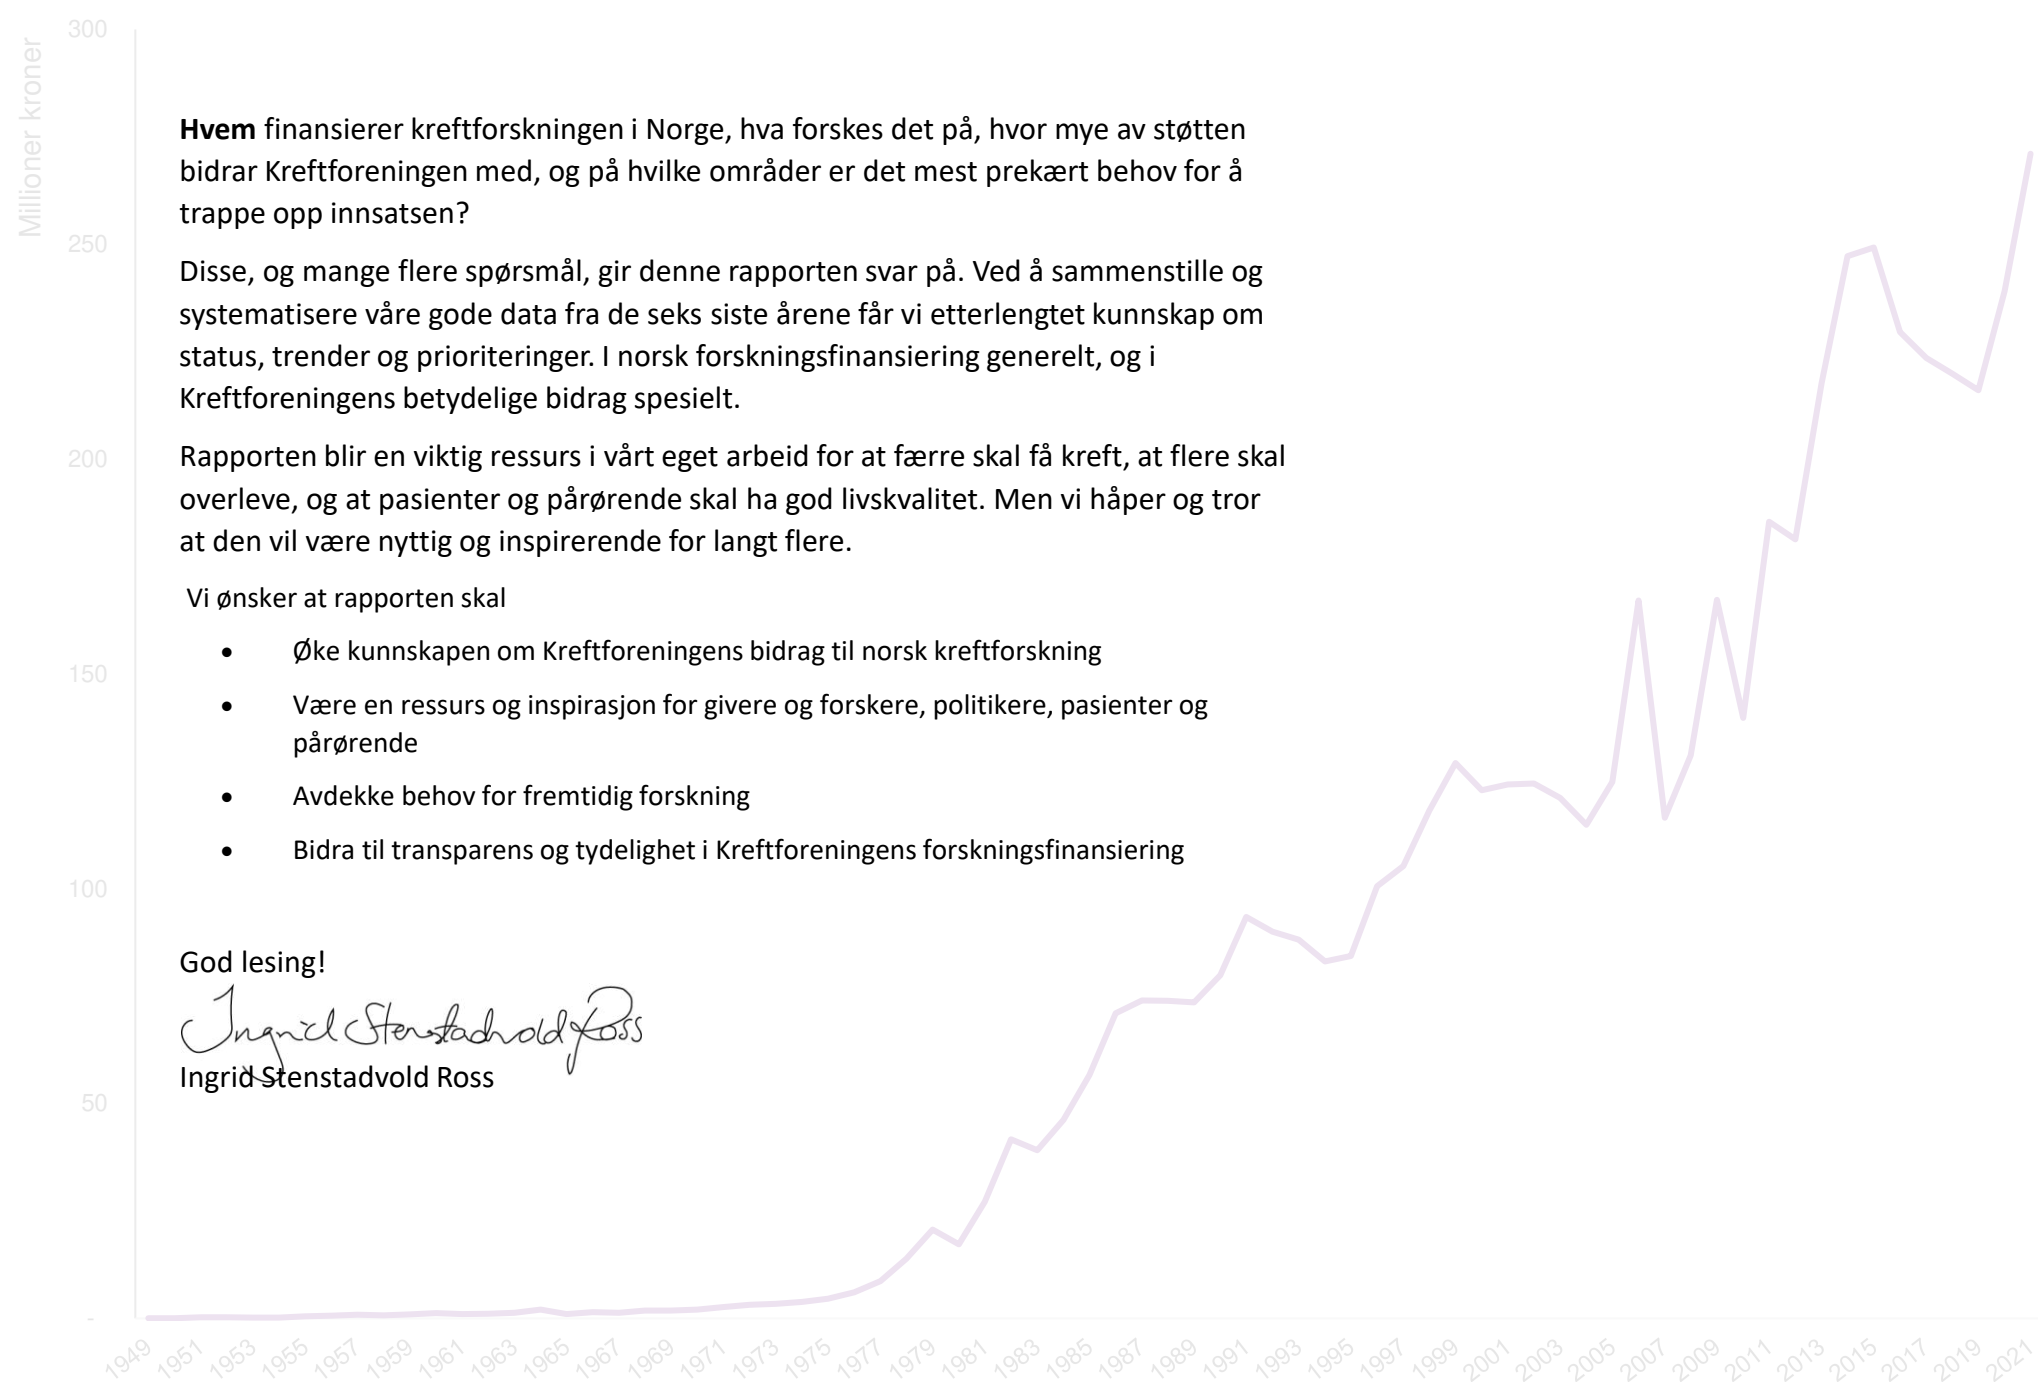 300
Millioner kroner
Hvem finansierer kreftforskningen i Norge, hva forskes det på, hvor mye av støtten
bidrar Kreftforeningen med, og på hvilke områder er det mest prekært behov for å
trappe opp innsatsen?
250
Disse, og mange flere spørsmål, gir denne rapporten svar på. Ved å sammenstille og
systematisere våre gode data fra de seks siste årene får vi etterlengtet kunnskap om
status, trender og prioriteringer. I norsk forskningsfinansiering generelt, og i
Kreftforeningens betydelige bidrag spesielt.
200
Rapporten blir en viktig ressurs i vårt eget arbeid for at færre skal få kreft, at flere skal
overleve, og at pasienter og pårørende skal ha god livskvalitet. Men vi håper og tror
at den vil være nyttig og inspirerende for langt flere.
Vi ønsker at rapporten skal
• Øke kunnskapen om Kreftforeningens bidrag til norsk kreftforskning
150
• Være en ressurs og inspirasjon for givere og forskere, politikere, pasienter og
pårørende
• Avdekke behov for fremtidig forskning
• Bidra til transparens og tydelighet i Kreftforeningens forskningsfinansiering
100
God lesing!
Ingrid Stenstadvold Ross
Ingrid Stenstadvold Ross
50
-
1949 1951 1953 1955 1957 1959 1961 1963 1965 1967 1969 1971 1973 1975 1977 1979 1981 1983 1985 1987 1989 1991 1993 1995 1997 1999 2001 2003 2005 2007 2009 2011 2013 2015 2017 2019 2021